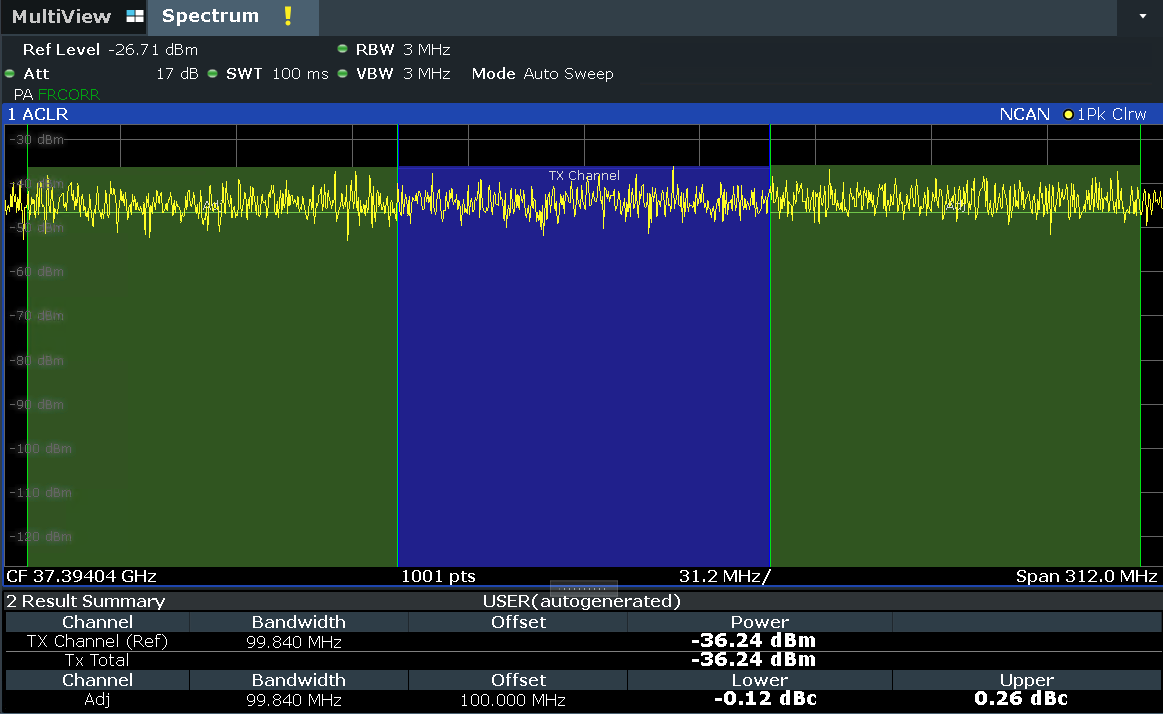 MultiView Spectrum !
Ref Level -26.71 dBm RBW 3 MHz
Att 17 dB SWT 100 ms VBW 3 MHz Mode Auto Sweep
PA FRCORR
1 ACLR NCAN 1Pk Clrw
-30 dBm
TX Channel
-40 dBm
Adj
-50 dBm
-60 dBm
-70 dBm
-80 dBm
-90 dBm
-100 dBm
-110 dBm
-120 dBm
CF 37.39404 GHz 1001 pts 31.2 MHz/ Span 312.0 MHz
2 Result Summary USER(autogenerated)
Channel Bandwidth Offset Power
TX Channel (Ref) 99.840 MHz -36.24 dBm
Tx Total -36.24 dBm
Channel Bandwidth Offset Lower Upper
Adj 99.840 MHz 100.000 MHz -0.12 dBc 0.26 dBc